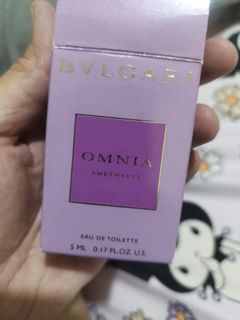 BVLGARI
OMNIA
AMETHYSTE
EAU DE TOILETTE
5 ML 0.17 FL.OZ. U.S.